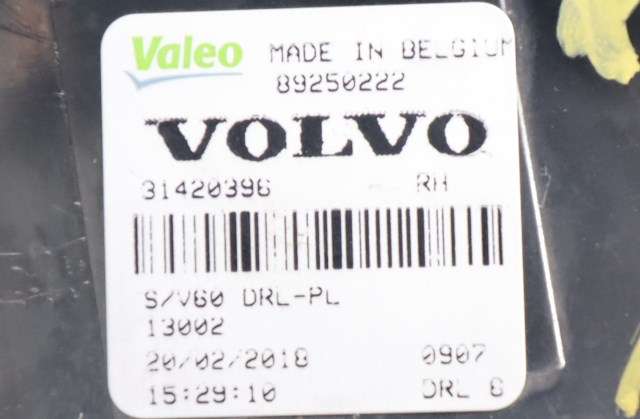 Valeo MADE IN BELGIUM
89250222
VOLVO
31420396 RH
S/V60 DRL-PL
13002
20/02/2018 0907
15:29:10 DRL 6